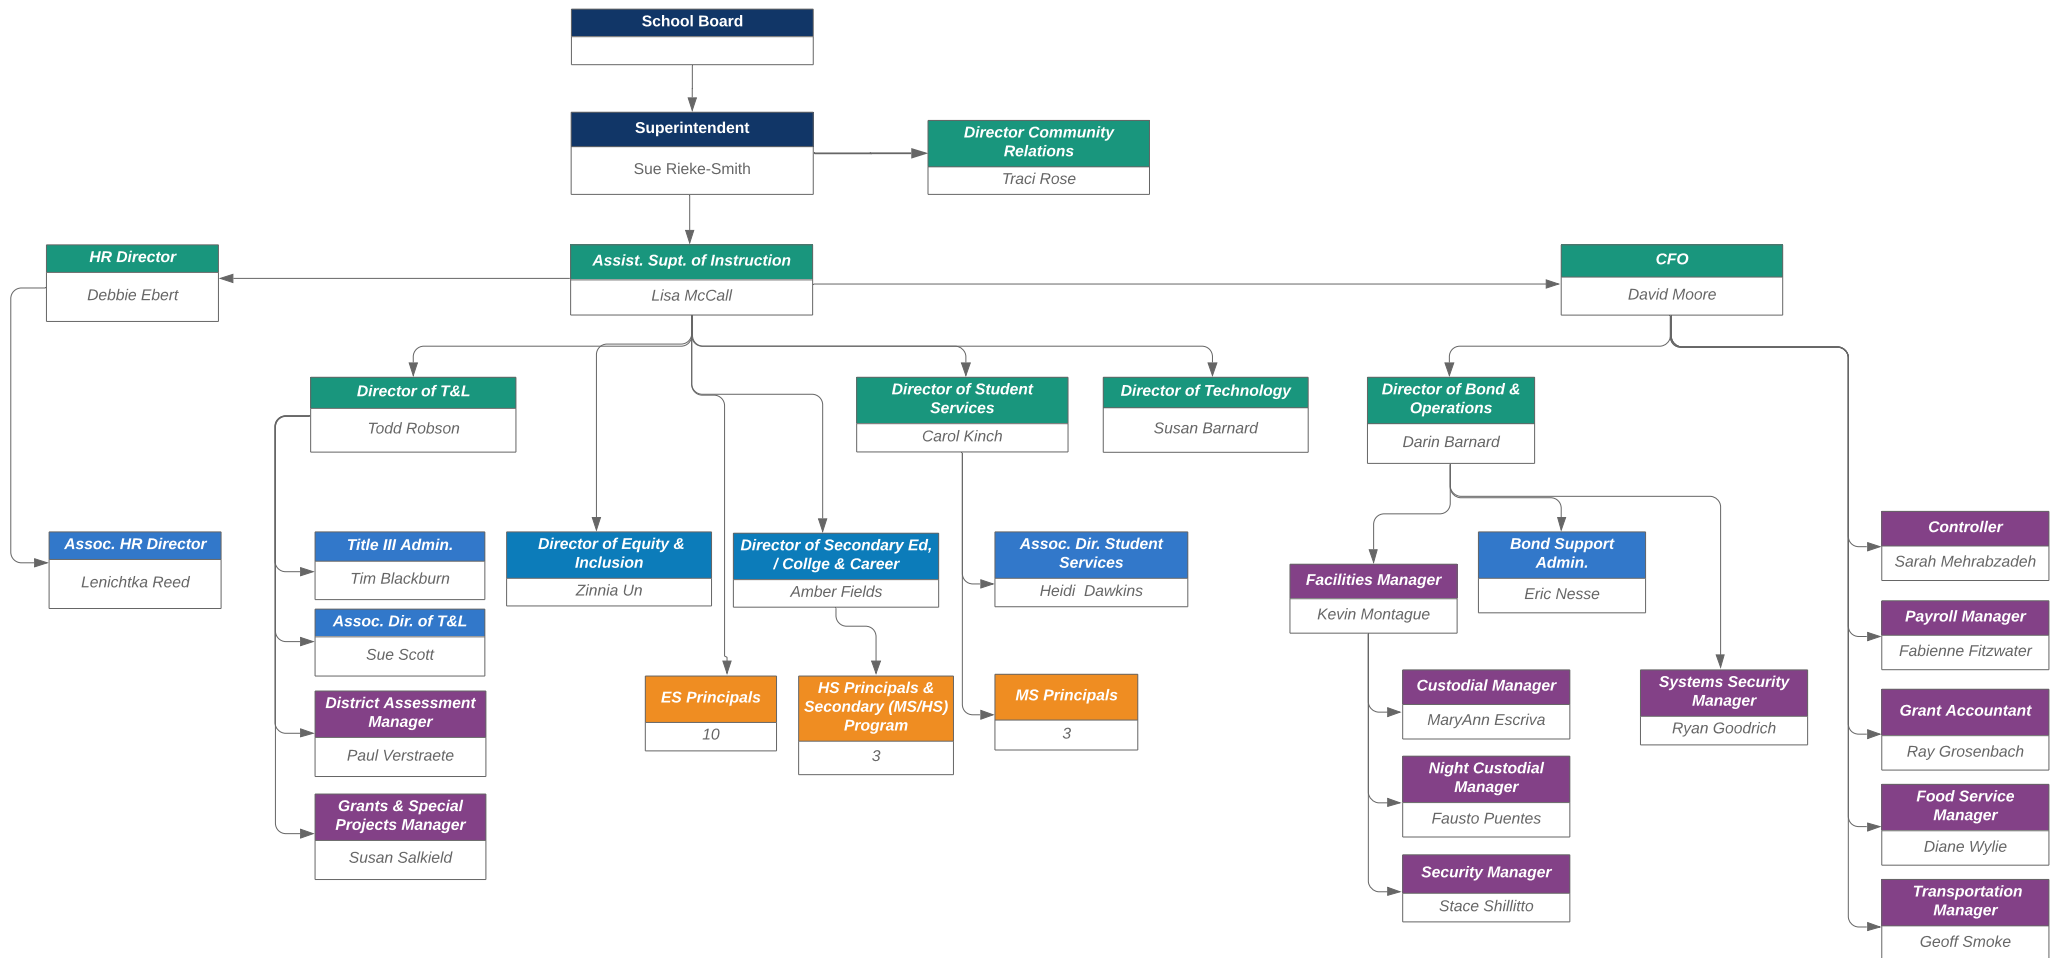 School Board
Superintendent
Sue Rieke-Smith
Director Community
Relations
Traci Rose
HR Director
Debbie Ebert
Assist. Supt. of Instruction
Lisa McCall
CFO
David Moore
Director of T&L
Todd Robson
Director of Student
Services
Carol Kinch
Director of Technology
Susan Barnard
Director of Bond &
Operations
Darin Barnard
Assoc. HR Director
Lenichtka Reed
Title III Admin.
Tim Blackburn
Assoc. Dir. of T&L
Sue Scott
District Assessment
Manager
Paul Verstraete
Grants & Special
Projects Manager
Susan Salkield
Director of Equity &
Inclusion
Zinnia Un
Director of Secondary Ed,
/ Collge & Career
Amber Fields
ES Principals
10
HS Principals &
Secondary (MS/HS)
Program
3
Assoc. Dir. Student
Services
Heidi  Dawkins
MS Principals
3
Facilities Manager
Kevin Montague
Bond Support
Admin.
Eric Nesse
Custodial Manager
MaryAnn Escriva
Night Custodial
Manager
Fausto Puentes
Security Manager
Stace Shillitto
Systems Security
Manager
Ryan Goodrich
Controller
Sarah Mehrabzadeh
Payroll Manager
Fabienne Fitzwater
Grant Accountant
Ray Grosenbach
Food Service
Manager
Diane Wylie
Transportation
Manager
Geoff Smoke